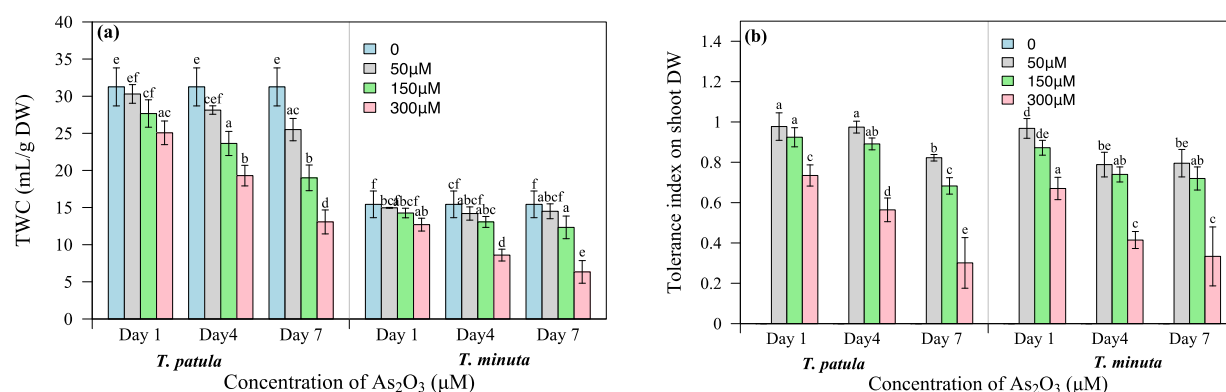 (a)
TWC (mL/g DW)
40
35
30
25
20
15
10
5
0
0
50µM
150µM
300µM
e ef cf ac
e cef a b
e ac b d
f bcf abcf ab
cf abcf abc d
f abcf a e
Day 1 Day4 Day 7 Day 1 Day4 Day 7
T. patula T. minuta
Concentration of As₂O₃ (µM)
(b)
Tolerance index on shoot DW
1.4
1.2
1
0.8
0.6
0.4
0.2
0
0
50µM
150µM
300µM
a a c
a ab d
b c e
d de a
be ab c
be ab c
Day 1 Day4 Day 7 Day 1 Day4 Day 7
T. patula T. minuta
Concentration of As₂O₃ (µM)